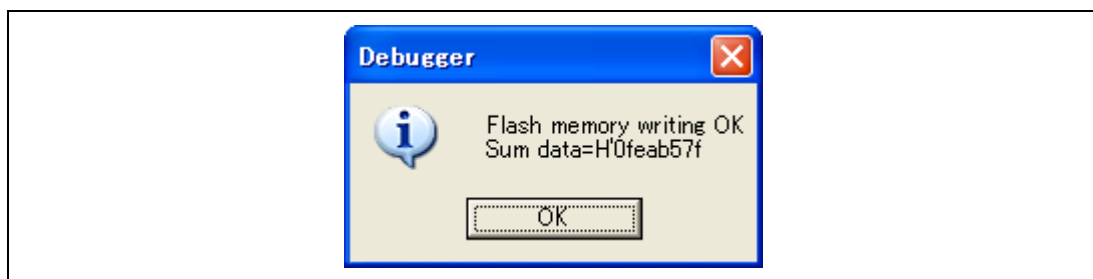 Debugger
Flash memory writing OK
Sum data=H'0feab57f
OK